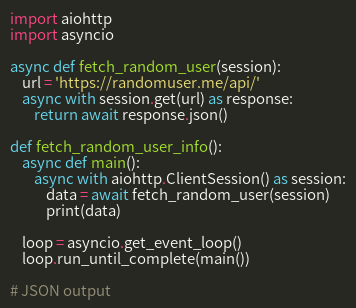 import aiohttp
import asyncio

async def fetch_random_user(session):
    url = 'https://randomuser.me/api/'
    async with session.get(url) as response:
        return await response.json()

def fetch_random_user_info():
    async def main():
        async with aiohttp.ClientSession() as session:
            data = await fetch_random_user(session)
            print(data)

    loop = asyncio.get_event_loop()
    loop.run_until_complete(main())

# JSON output